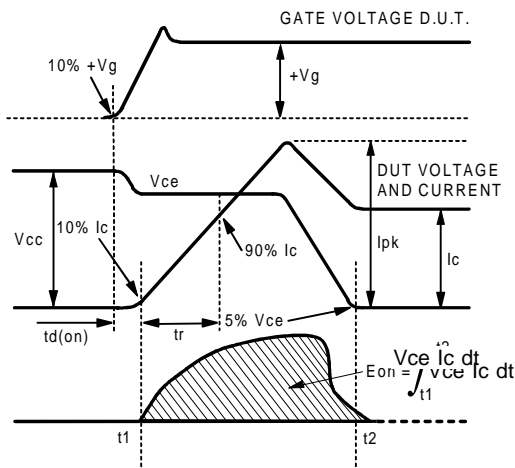 GATE VOLTAGE D.U.T.
10% +Vg
+Vg
Vce
DUT VOLTAGE
AND CURRENT
Vcc
10% Ic
90% Ic
Ipk
Ic
td(on)
tr
5% Vce
Eon = ∫ Vce Ic dt
Vce Ic dt
t2
t1
t1
t2